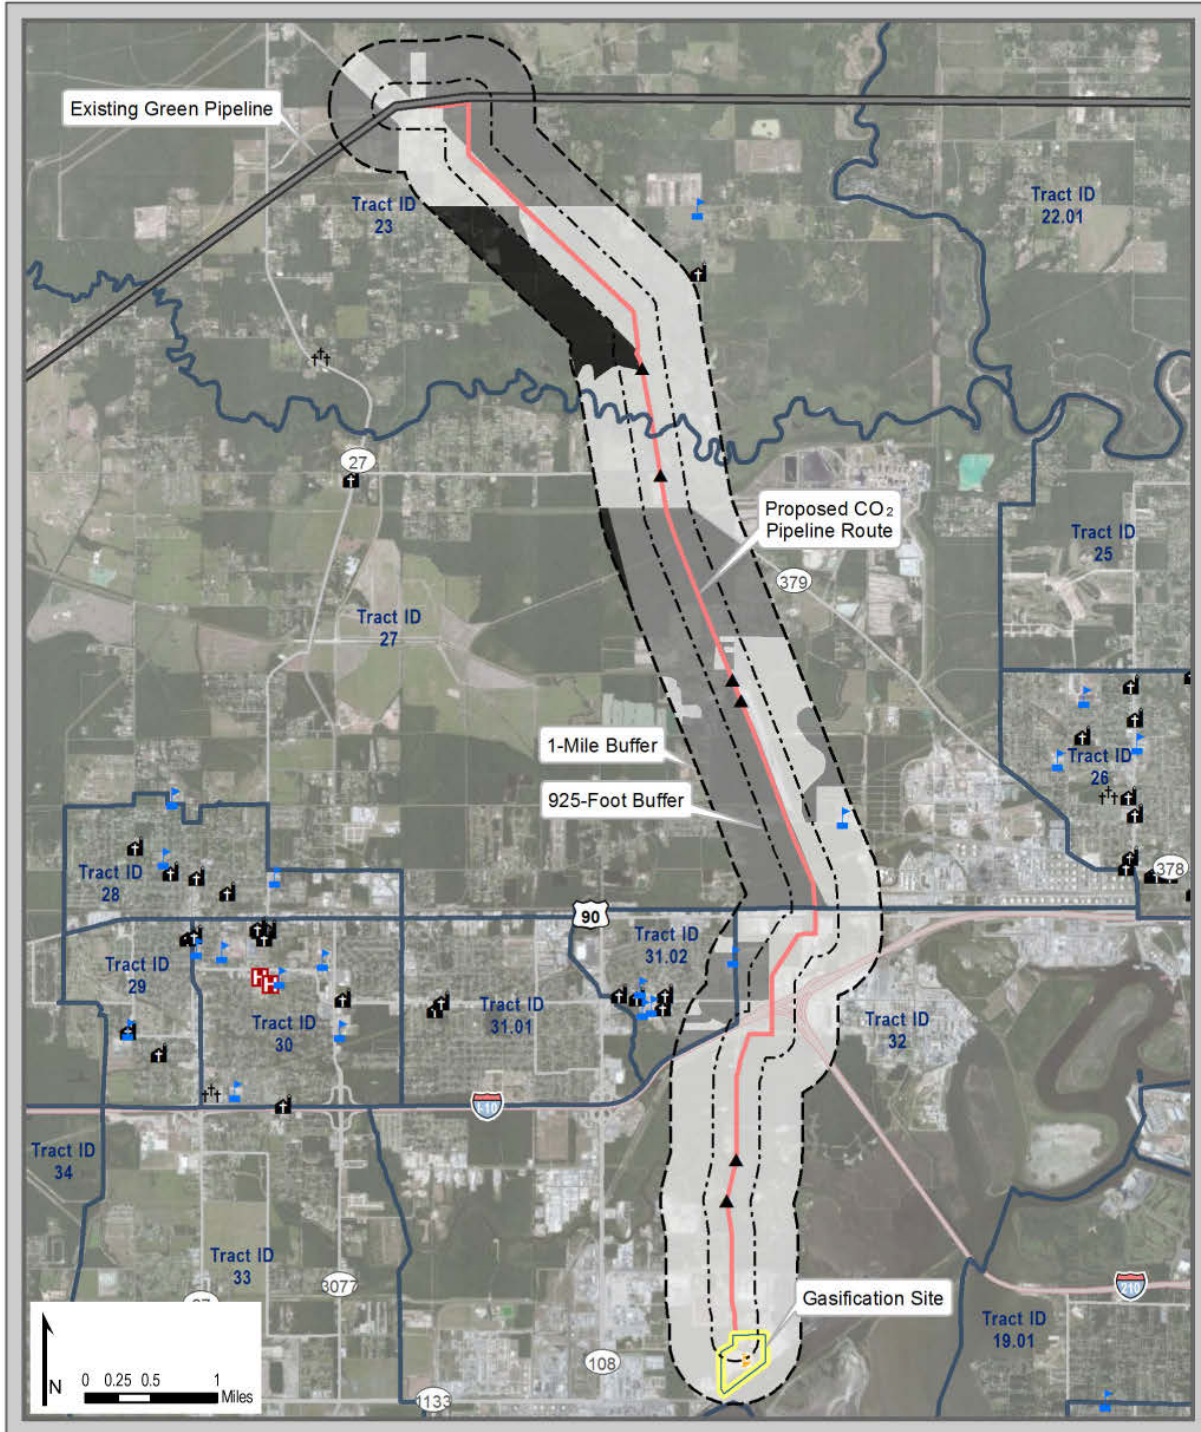 Existing Green Pipeline
Tract ID
23
Tract ID
22.01
27
Proposed CO₂
Pipeline Route
Tract ID
25
379
Tract ID
27
1-Mile Buffer
925-Foot Buffer
Tract ID
26
Tract ID
28
378
90
Tract ID
31.02
Tract ID
29
H
H
Tract ID
31.01
Tract ID
30
Tract ID
32
I-10
Tract ID
34
Tract ID
33
3077
210
Gasification Site
Tract ID
19.01
108
1133
N
0 0.25 0.5 1
Miles